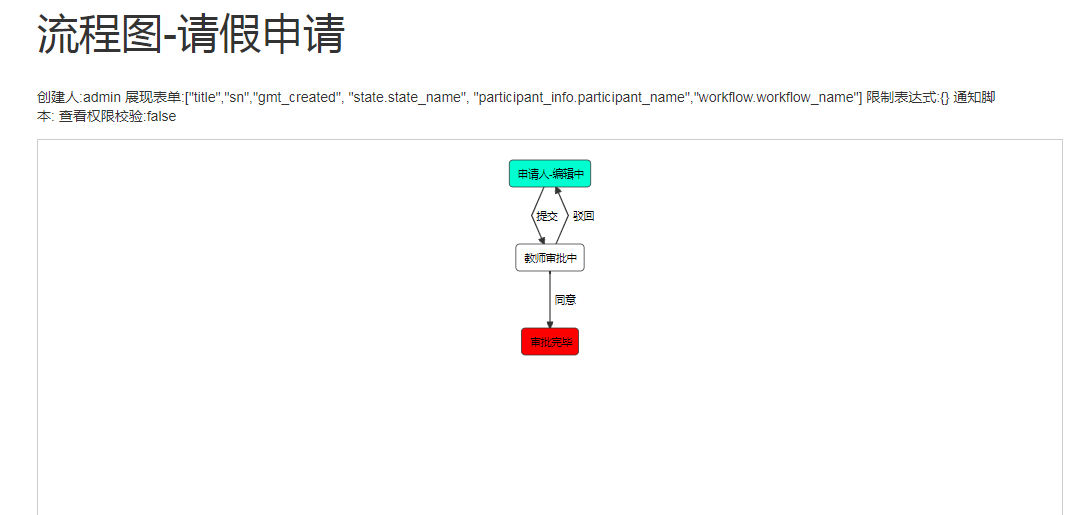 流程图-请假申请
创建人:admin 展现表单:["title","sn","gmt_created", "state.state_name", "participant_info.participant_name","workflow.workflow_name"] 限制表达式:{} 通知脚
本: 查看权限校验:false
申请人-编辑中
提交
驳回
教师审批中
同意
审批完毕